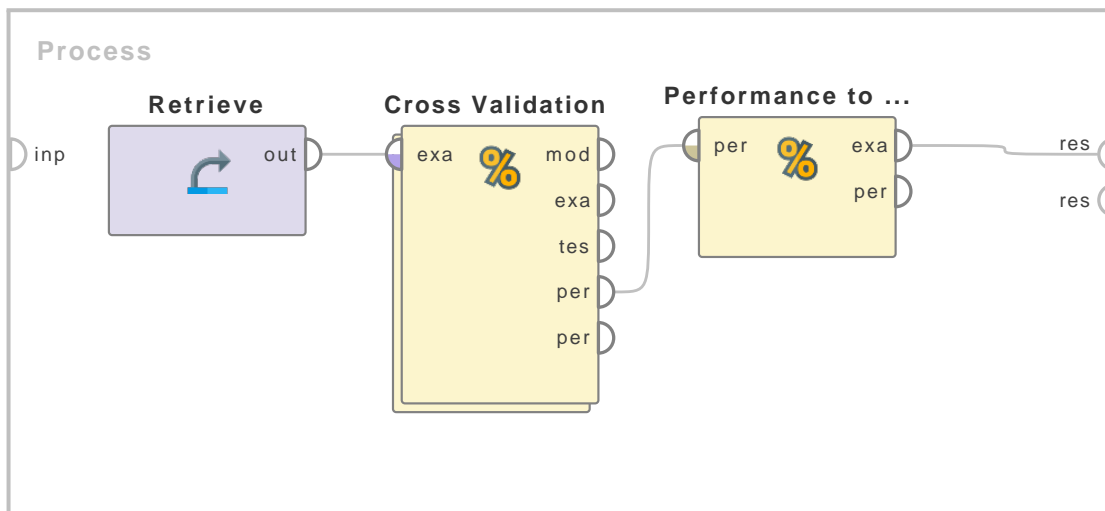 Process
Retrieve
Cross Validation
Performance to ...
inp
out
exa
mod
exa
tes
per
per
per
exa
per
res
res